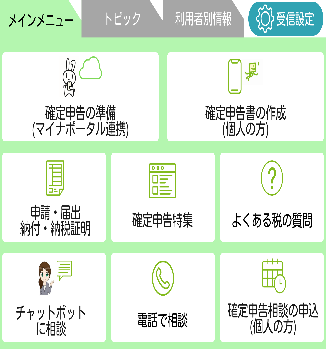 メインメニュー
トピック
利用者別情報
受信設定
確定申告の準備
(マイナポータル連携)
確定申告書の作成
(個人の方)
申請・届出
納付・納税証明
確定申告特集
よくある税の質問
?
チャットボット
に相談
電話で相談
確定申告相談の申込
(個人の方)